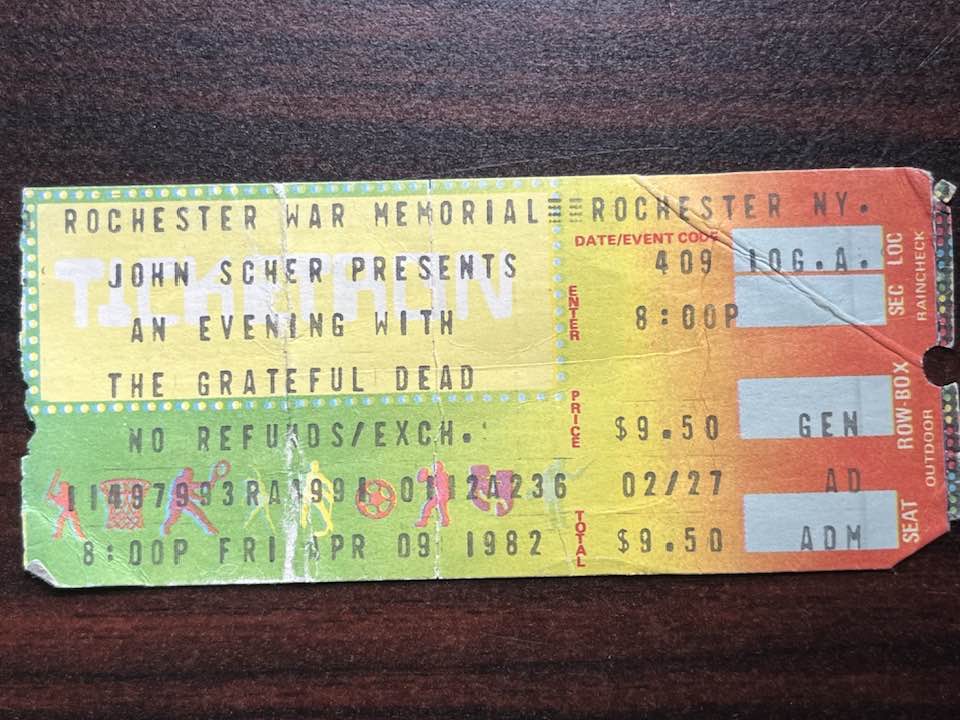 ROCHESTER WAR MEMORIAL
ROCHESTER NY.
TICKETRON
JOHN SCHER PRESENTS
AN EVENING WITH
THE GRATEFUL DEAD
NO REFUNDS/EXCH.
8:00P FRI APR 09 1982
DATE/EVENT CODE
409 10G.A.
ENTER
8:00P
PRICE
$9.50 GEN
02/27 AD
TOTAL
$9.50 ADM
SEC LOC
ROW-BOX
SEAT
RAINCHECK
OUTDOOR